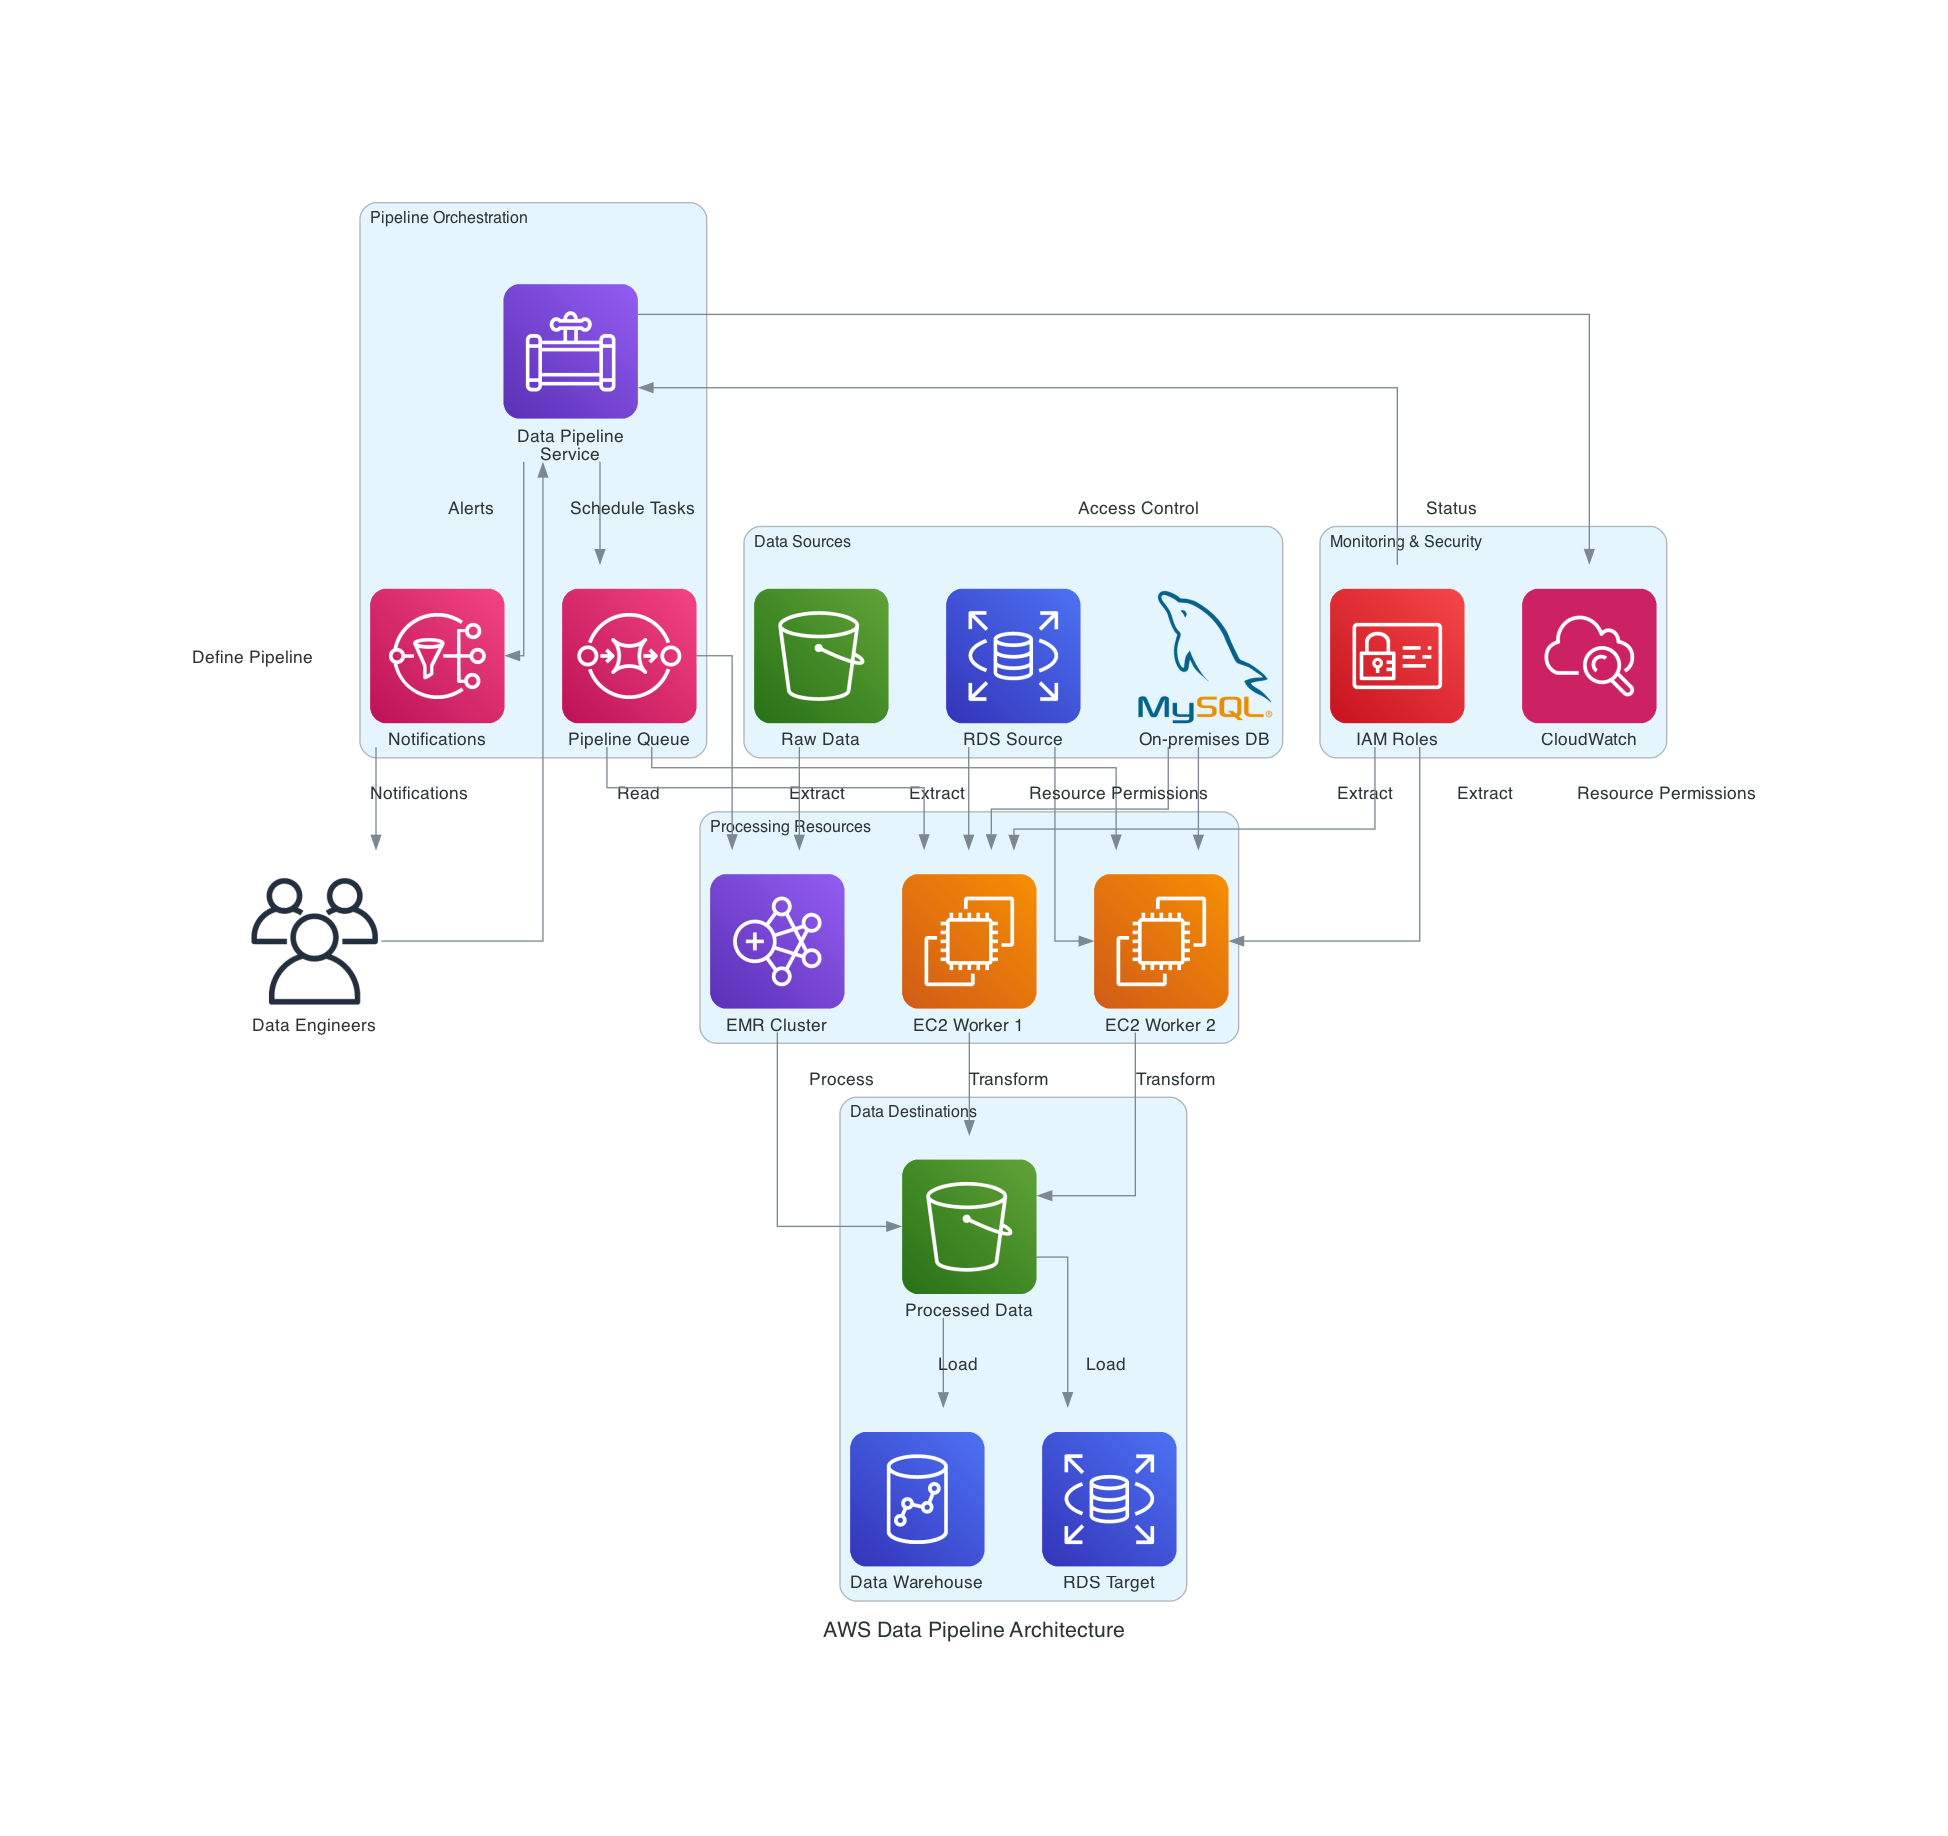 Pipeline Orchestration
Data Pipeline
Service
Alerts
Schedule Tasks
Access Control
Status
Data Sources
Monitoring & Security
Define Pipeline
MySQL®
Notifications
Pipeline Queue
Raw Data
RDS Source
On-premises DB
IAM Roles
CloudWatch
Notifications
Read
Extract
Extract
Resource Permissions
Extract
Extract
Resource Permissions
Processing Resources
Data Engineers
EMR Cluster
EC2 Worker 1
EC2 Worker 2
Process
Transform
Transform
Data Destinations
Processed Data
Load
Load
Data Warehouse
RDS Target
AWS Data Pipeline Architecture